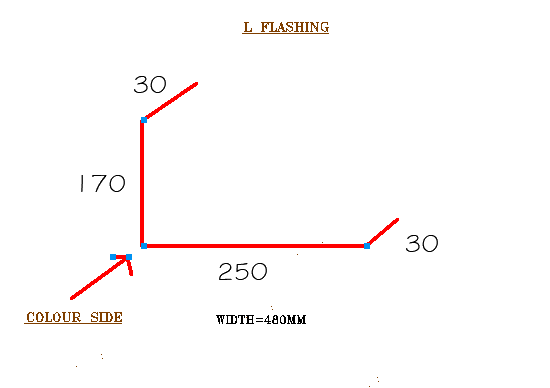 L FLASHING
30
170
30
250
COLOUR SIDE
WIDTH=480MM